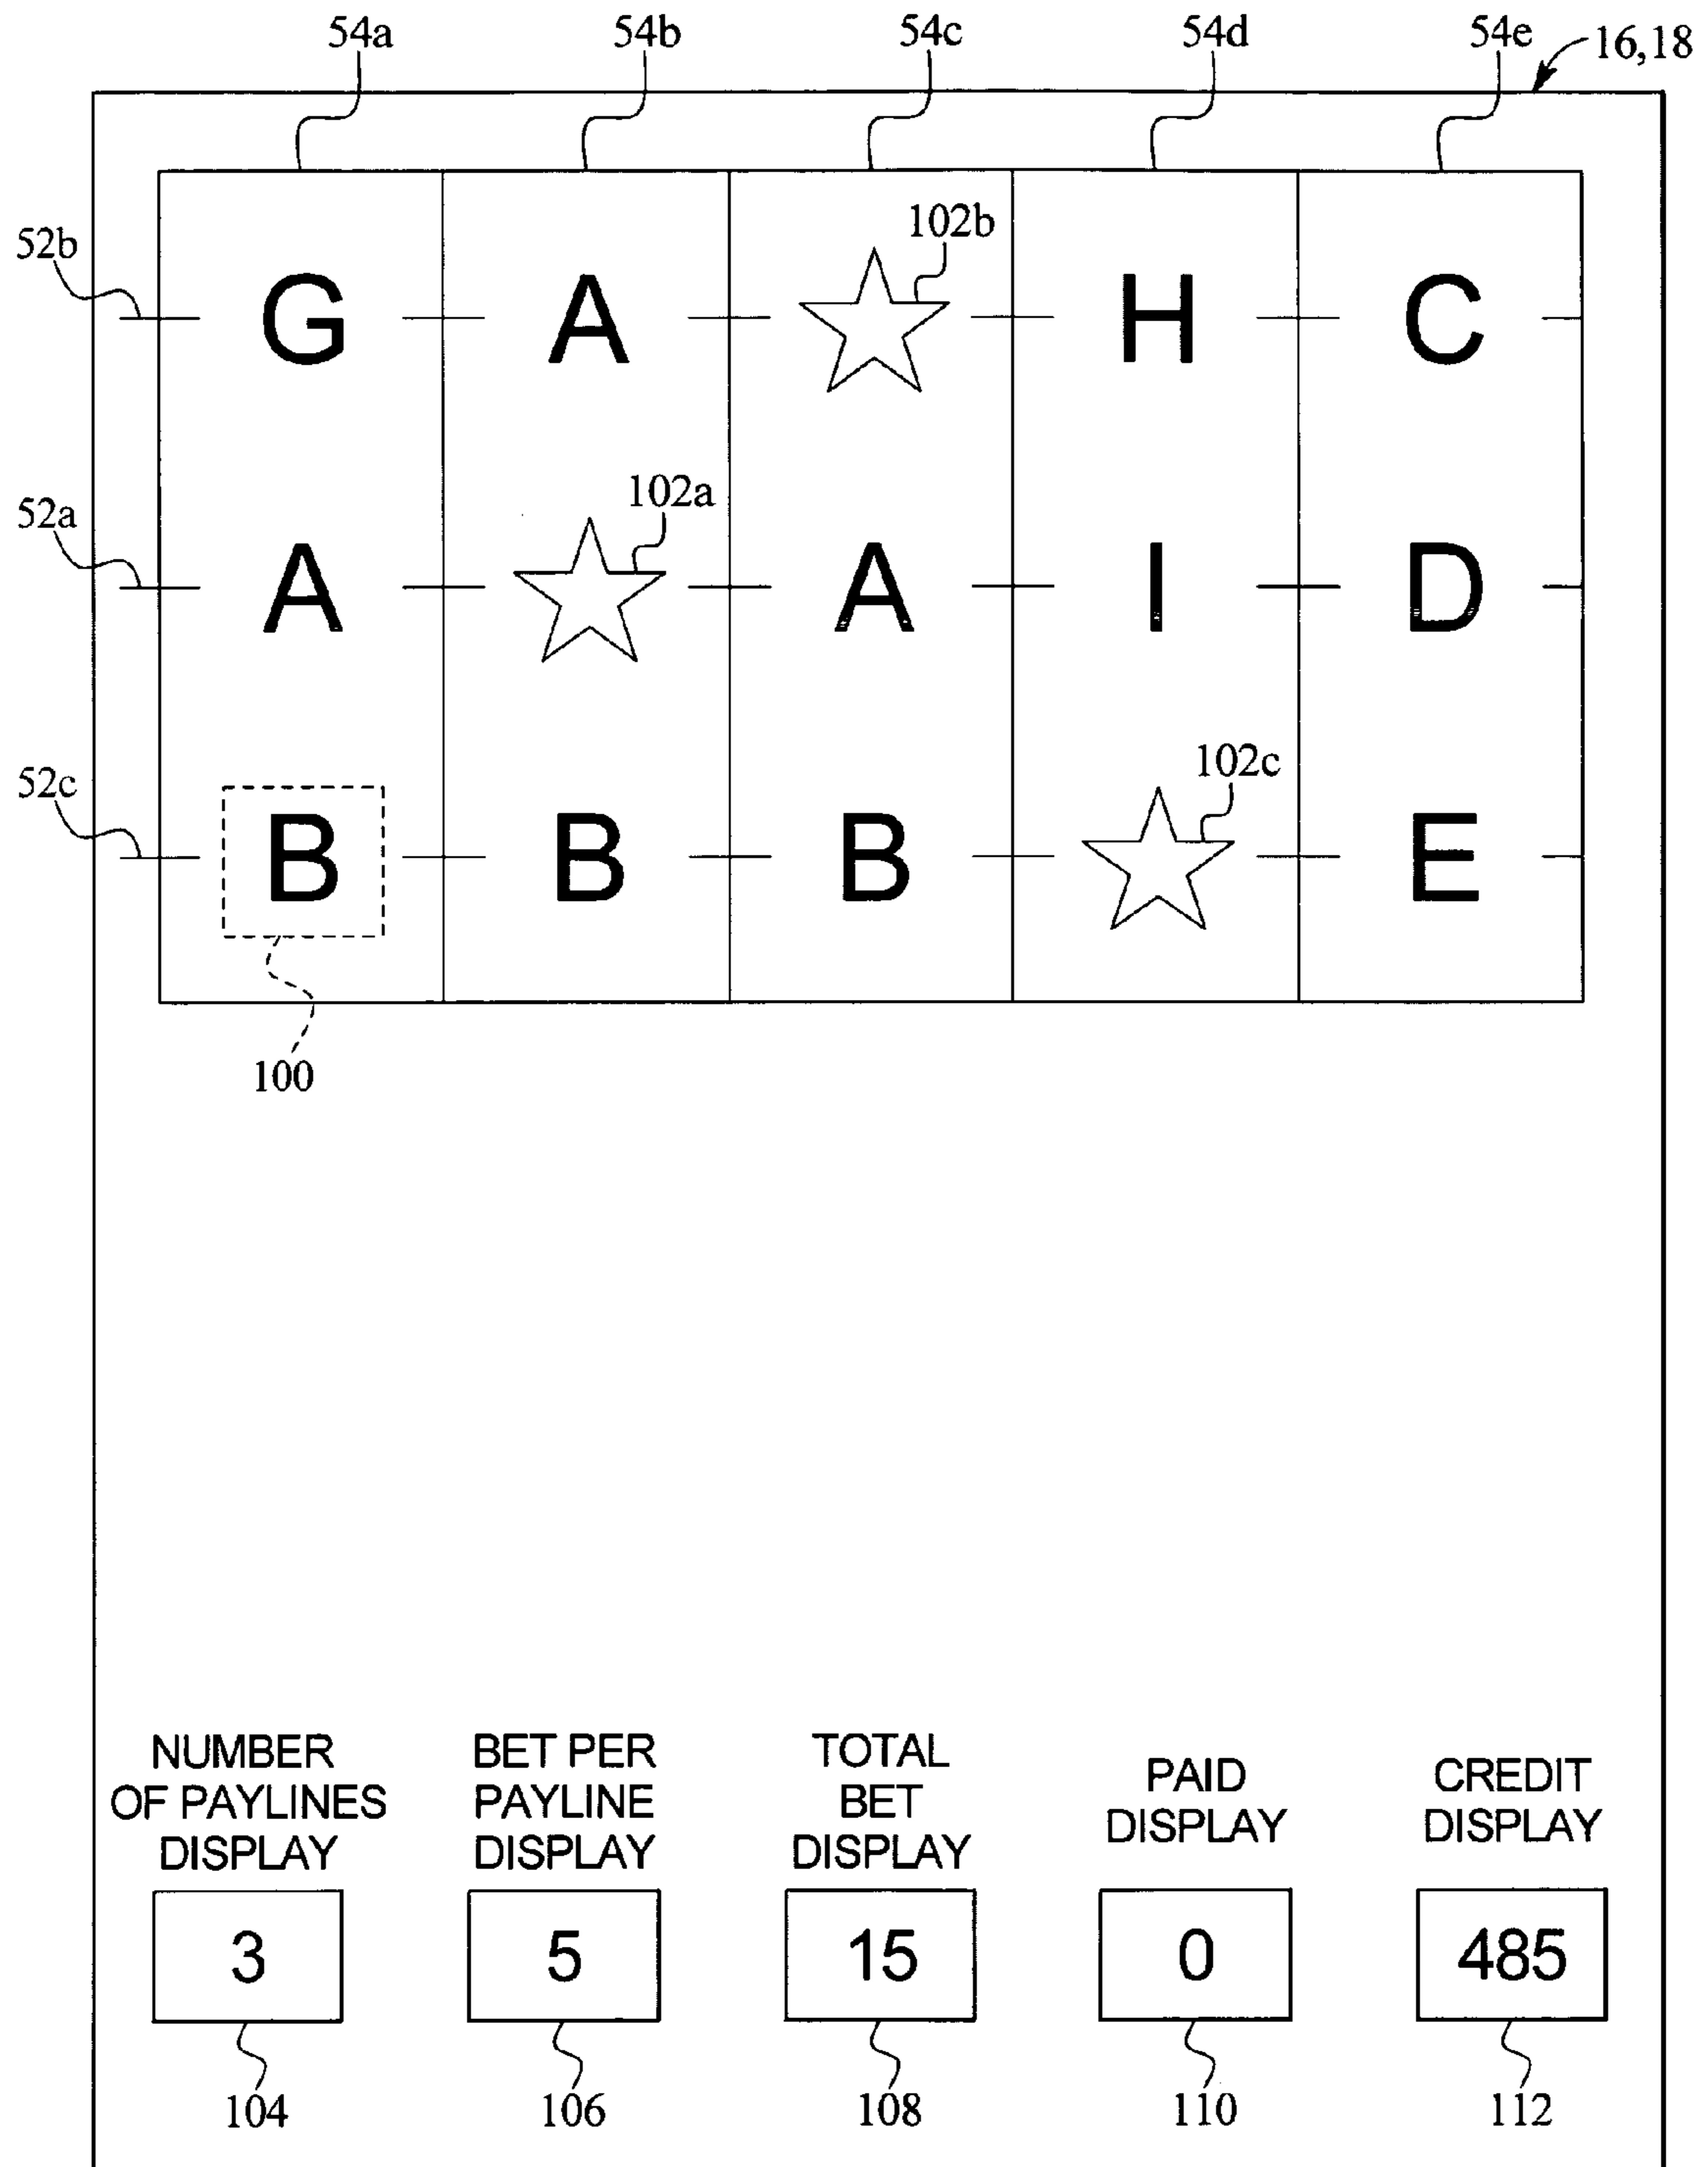 54a 54b 54c 54d 54e 16,18
102b
52b G A H C
102a
52a A A I D
102c
52c B B B E
100
NUMBER OF PAYLINES DISPLAY
BET PER PAYLINE DISPLAY
TOTAL BET DISPLAY
PAID DISPLAY
CREDIT DISPLAY
3 5 15 0 485
104 106 108 110 112